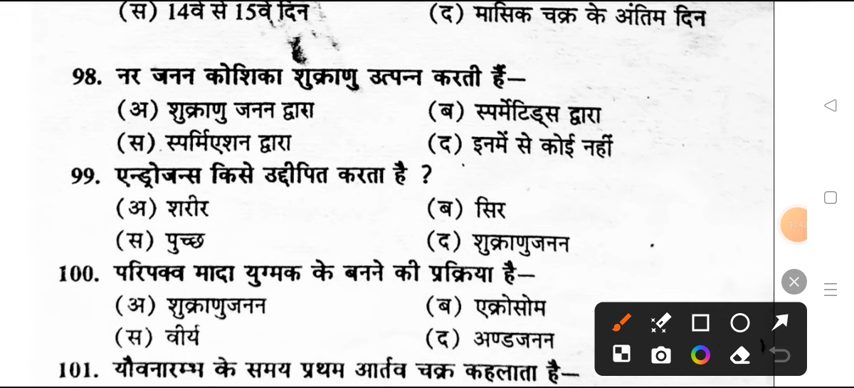 (स) 14वें से 15वें दिन (द) मासिक चक्र के अंतिम दिन
98. नर जनन कोशिका शुक्राणु उत्पन्न करती हैं—
(अ) शुक्राणु जनन द्वारा (ब) स्पर्मेटिड्स द्वारा
(स) स्पर्मिएशन द्वारा (द) इनमें से कोई नहीं
99. एन्ड्रोजन्स किसे उद्दीपित करता है ?
(अ) शरीर (ब) सिर
(स) पुच्छ (द) शुक्राणुजनन
100. परिपक्व मादा युग्मक के बनने की प्रक्रिया है—
(अ) शुक्राणुजनन (ब) एक्रोसोम
(स) वीर्य (द) अण्डजनन
101. यौवनारम्भ के समय प्रथम आर्तव चक्र कहलाता है—